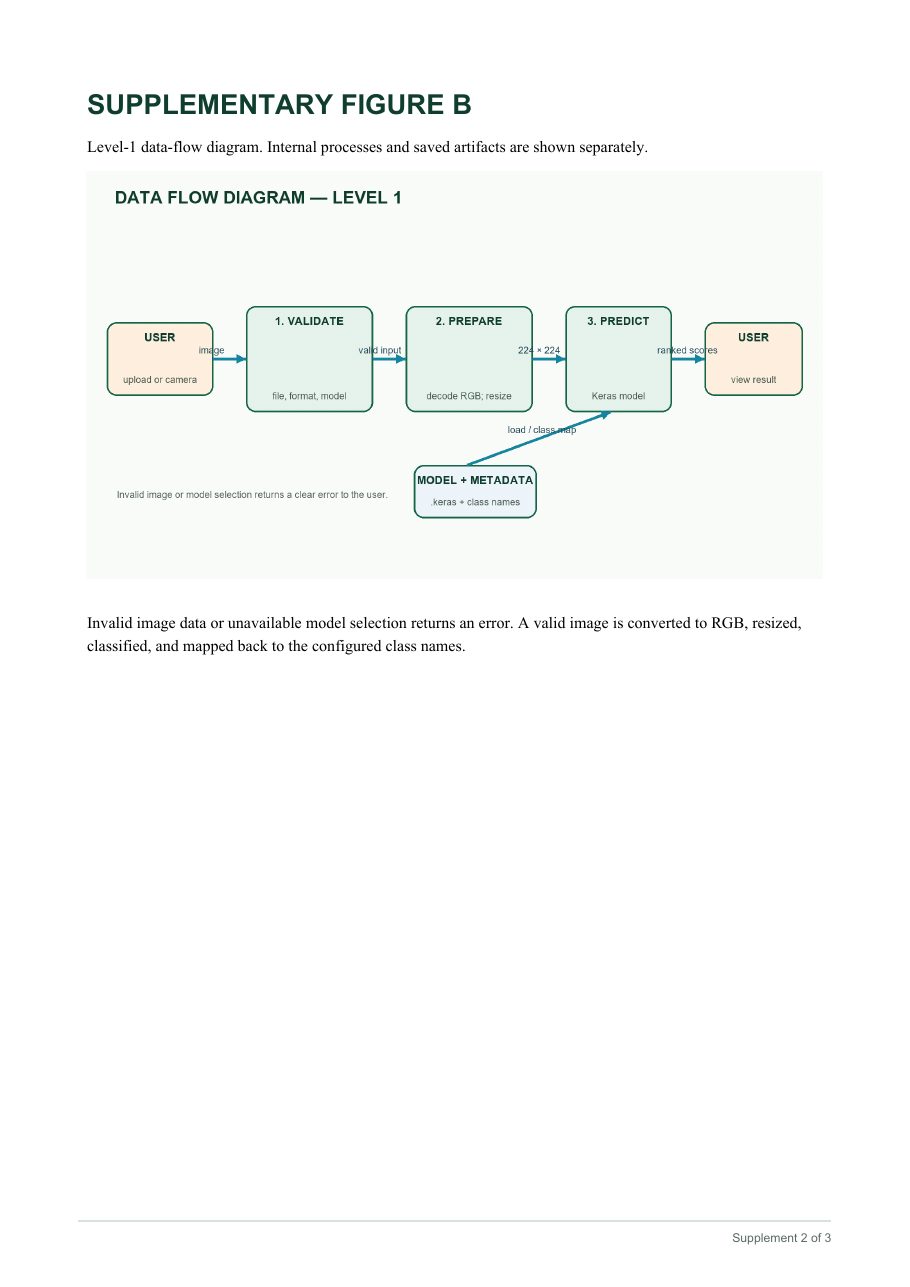 SUPPLEMENTARY FIGURE B
Level-1 data-flow diagram. Internal processes and saved artifacts are shown separately.
DATA FLOW DIAGRAM — LEVEL 1
USER
upload or camera
image
1. VALIDATE
file, format, model
valid input
2. PREPARE
decode RGB; resize
224 × 224
3. PREDICT
Keras model
ranked scores
USER
view result
load / class map
MODEL + METADATA
.keras + class names
Invalid image or model selection returns a clear error to the user.
Invalid image data or unavailable model selection returns an error. A valid image is converted to RGB, resized,
classified, and mapped back to the configured class names.
Supplement 2 of 3